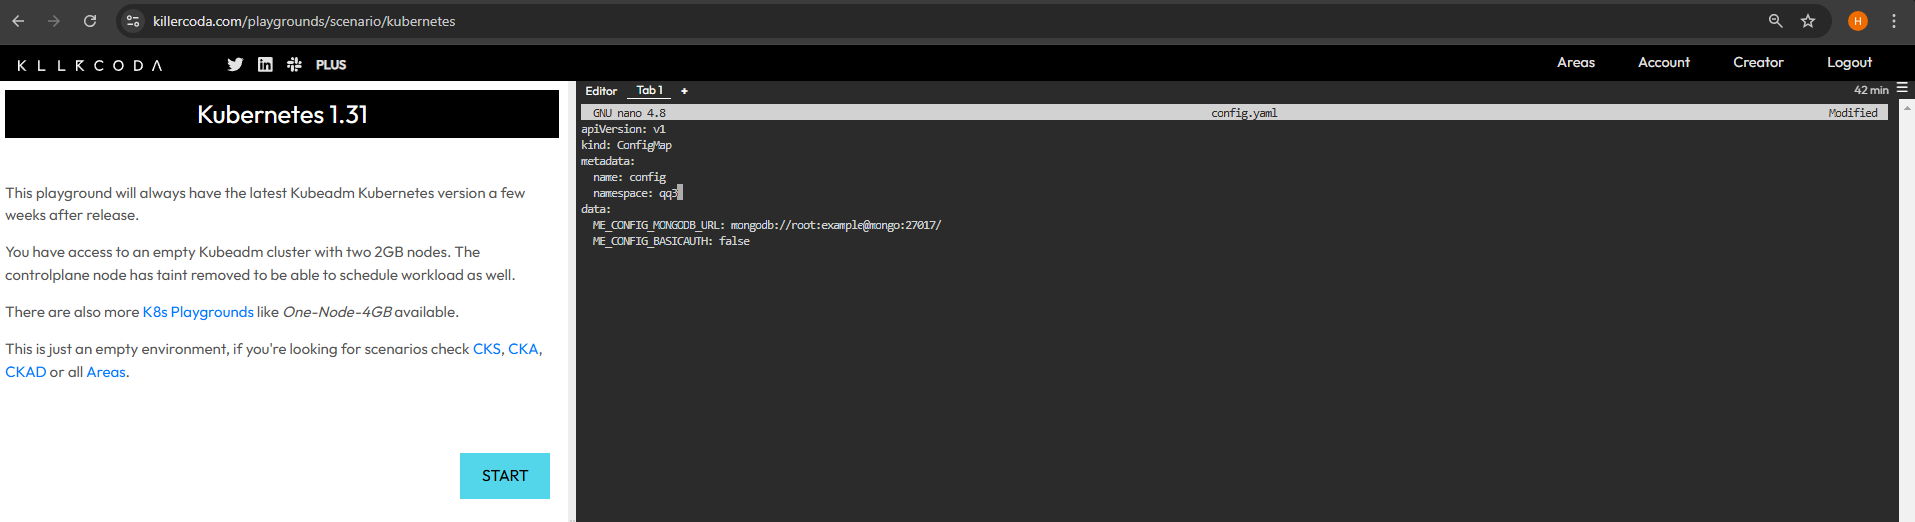 killercoda.com/playgrounds/scenario/kubernetes
H
KLLRCODA
PLUS
Areas
Account
Creator
Logout
Kubernetes 1.31
This playground will always have the latest Kubeadm Kubernetes version a few
weeks after release.
You have access to an empty Kubeadm cluster with two 2GB nodes. The
controlplane node has taint removed to be able to schedule workload as well.
There are also more K8s Playgrounds like One-Node-4GB available.
This is just an empty environment, if you're looking for scenarios check CKS, CKA,
CKAD or all Areas.
START
Editor Tab 1 +
42 min
GNU nano 4.8 config.yaml Modified
apiVersion: v1
kind: ConfigMap
metadata:
  name: config
  namespace: qq3
data:
  ME_CONFIG_MONGODB_URL: mongodb://root:example@mongo:27017/
  ME_CONFIG_BASICAUTH: false